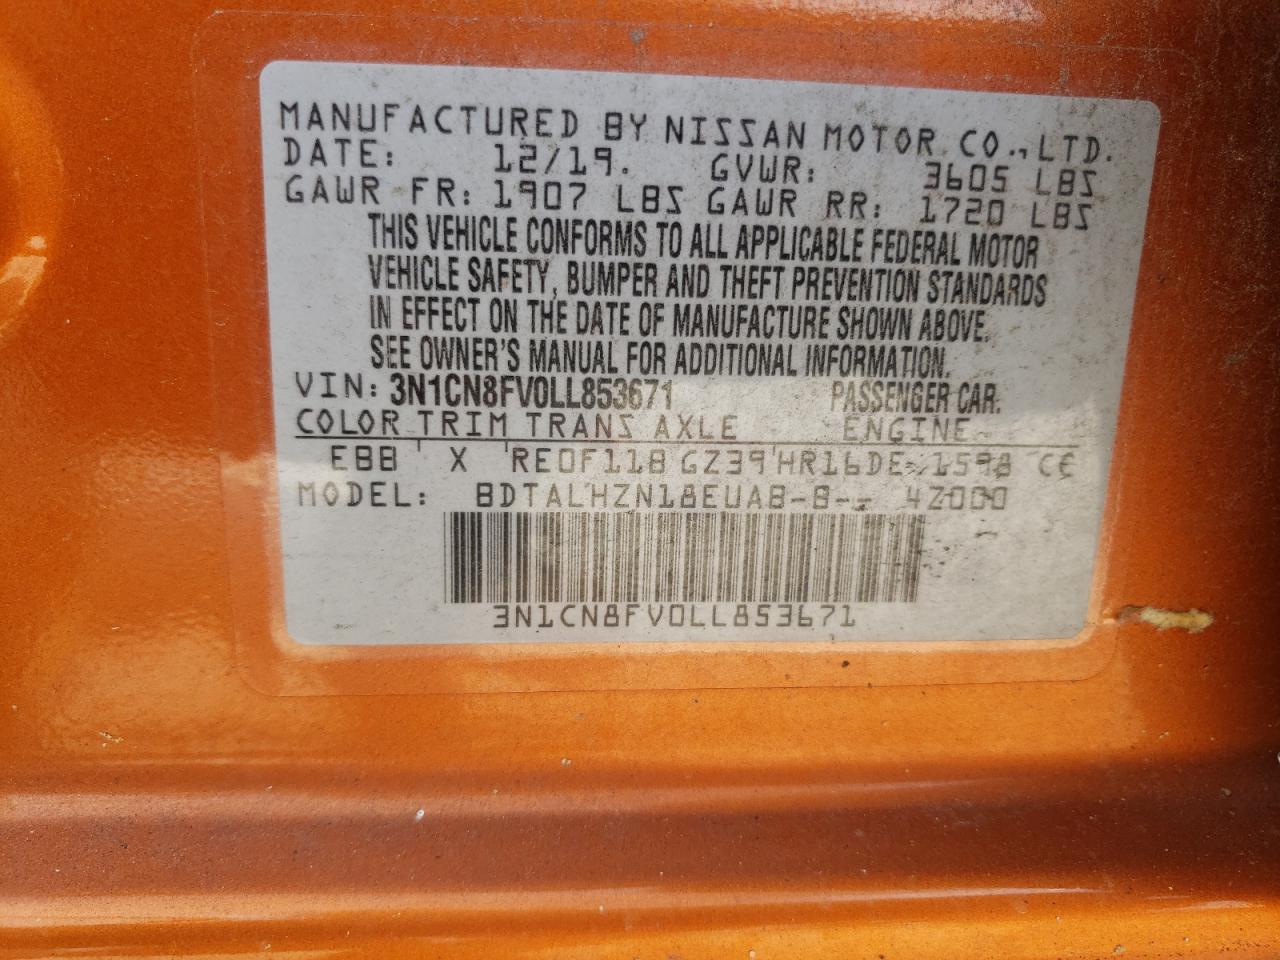 MANUFACTURED BY NISSAN MOTOR CO., LTD.
DATE: 12/19. GVWR: 3605 LBS
GAWR FR: 1907 LBS GAWR RR: 1720 LBS
THIS VEHICLE CONFORMS TO ALL APPLICABLE FEDERAL MOTOR
VEHICLE SAFETY, BUMPER AND THEFT PREVENTION STANDARDS
IN EFFECT ON THE DATE OF MANUFACTURE SHOWN ABOVE.
SEE OWNER'S MANUAL FOR ADDITIONAL INFORMATION.
VIN: 3N1CN8FV0LL853671 PASSENGER CAR.
COLOR TRIM TRANS AXLE ENGINE
EBB X RE0F11B GZ39 HR16DE 1598 CC
MODEL: BDTALHZN18EUAB-B-- 42000
3N1CN8FV0LL853671